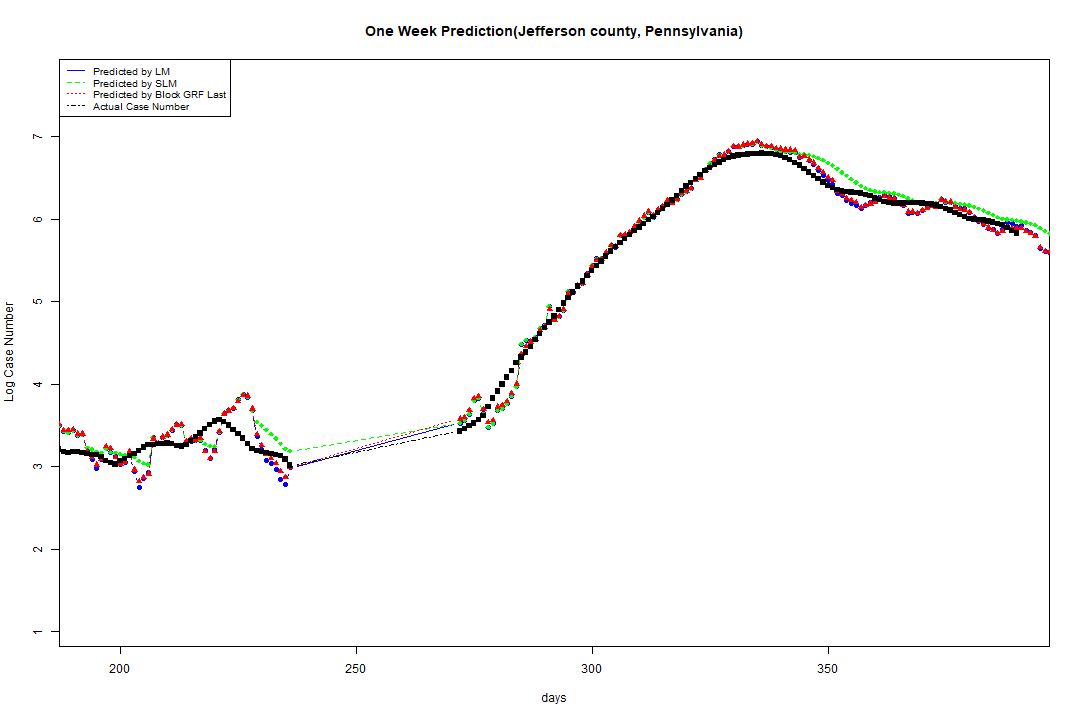 One Week Prediction(Jefferson county, Pennsylvania)
Predicted by LM
Predicted by SLM
Predicted by Block GRF Last
Actual Case Number
7
6
5
4
3
2
1
Log Case Number
200
250
300
350
days